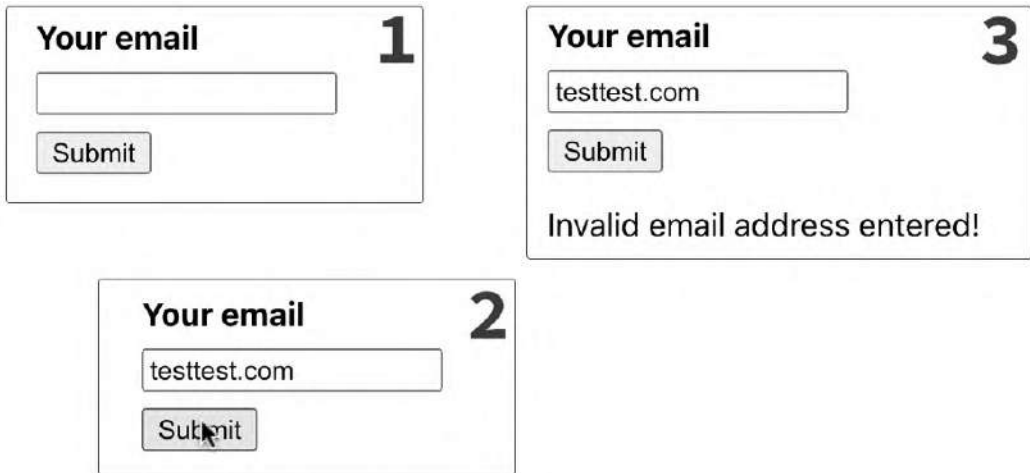 Your email
1
Submit
Your email
2
testtest.com
Submit
Your email
3
testtest.com
Submit
Invalid email address entered!